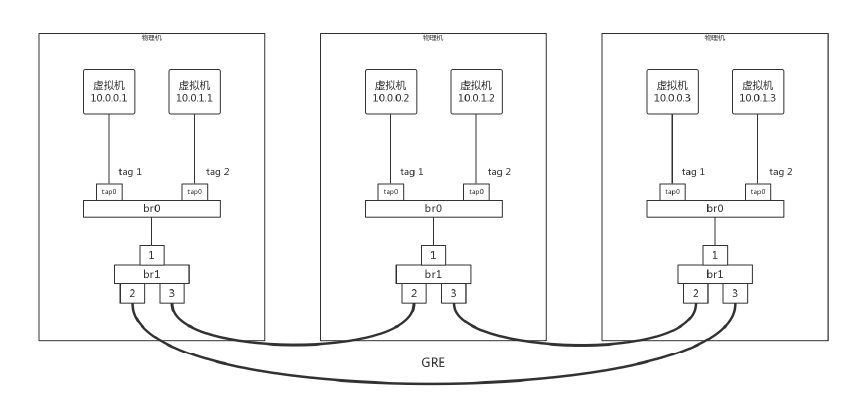 物理机
物理机
物理机
虚拟机
10.0.0.1
虚拟机
10.0.1.1
虚拟机
10.0.0.2
虚拟机
10.0.1.2
虚拟机
10.0.0.3
虚拟机
10.0.1.3
tag 1
tag 2
tag 1
tag 2
tag 1
tag 2
tap0
tap0
tap0
tap0
tap0
tap0
br0
br0
br0
1
1
1
br1
br1
br1
2
3
2
3
2
3
GRE